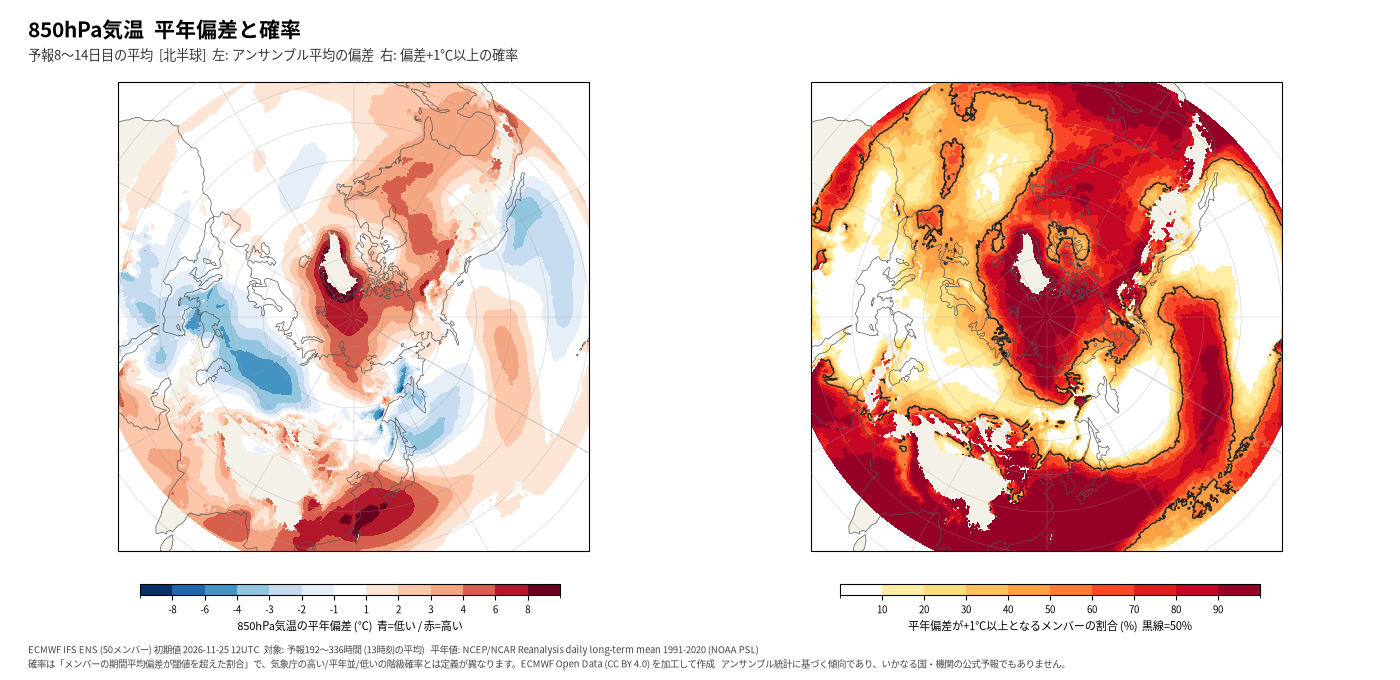 850hPa気温 平年偏差と確率
予報8～14日目の平均 [北半球] 左: アンサンブル平均の偏差 右: 偏差+1℃以上の確率
-8 -6 -4 -3 -2 -1 1 2 3 4 6 8
850hPa気温の平年偏差 (℃) 青=低い / 赤=高い
10 20 30 40 50 60 70 80 90
平年偏差が+1℃以上となるメンバーの割合 (%) 黒線=50%
ECMWF IFS ENS (50メンバー) 初期値 2026-11-25 12UTC 対象: 予報192～336時間 (13時刻の平均) 平年値: NCEP/NCAR Reanalysis daily long-term mean 1991-2020 (NOAA PSL)
確率は「メンバーの期間平均偏差が閾値を超えた割合」で、気象庁の高い/平年並/低いの階級確率とは定義が異なります。ECMWF Open Data (CC BY 4.0) を加工して作成 アンサンブル統計に基づく傾向であり、いかなる国・機関の公式予報でもありません。